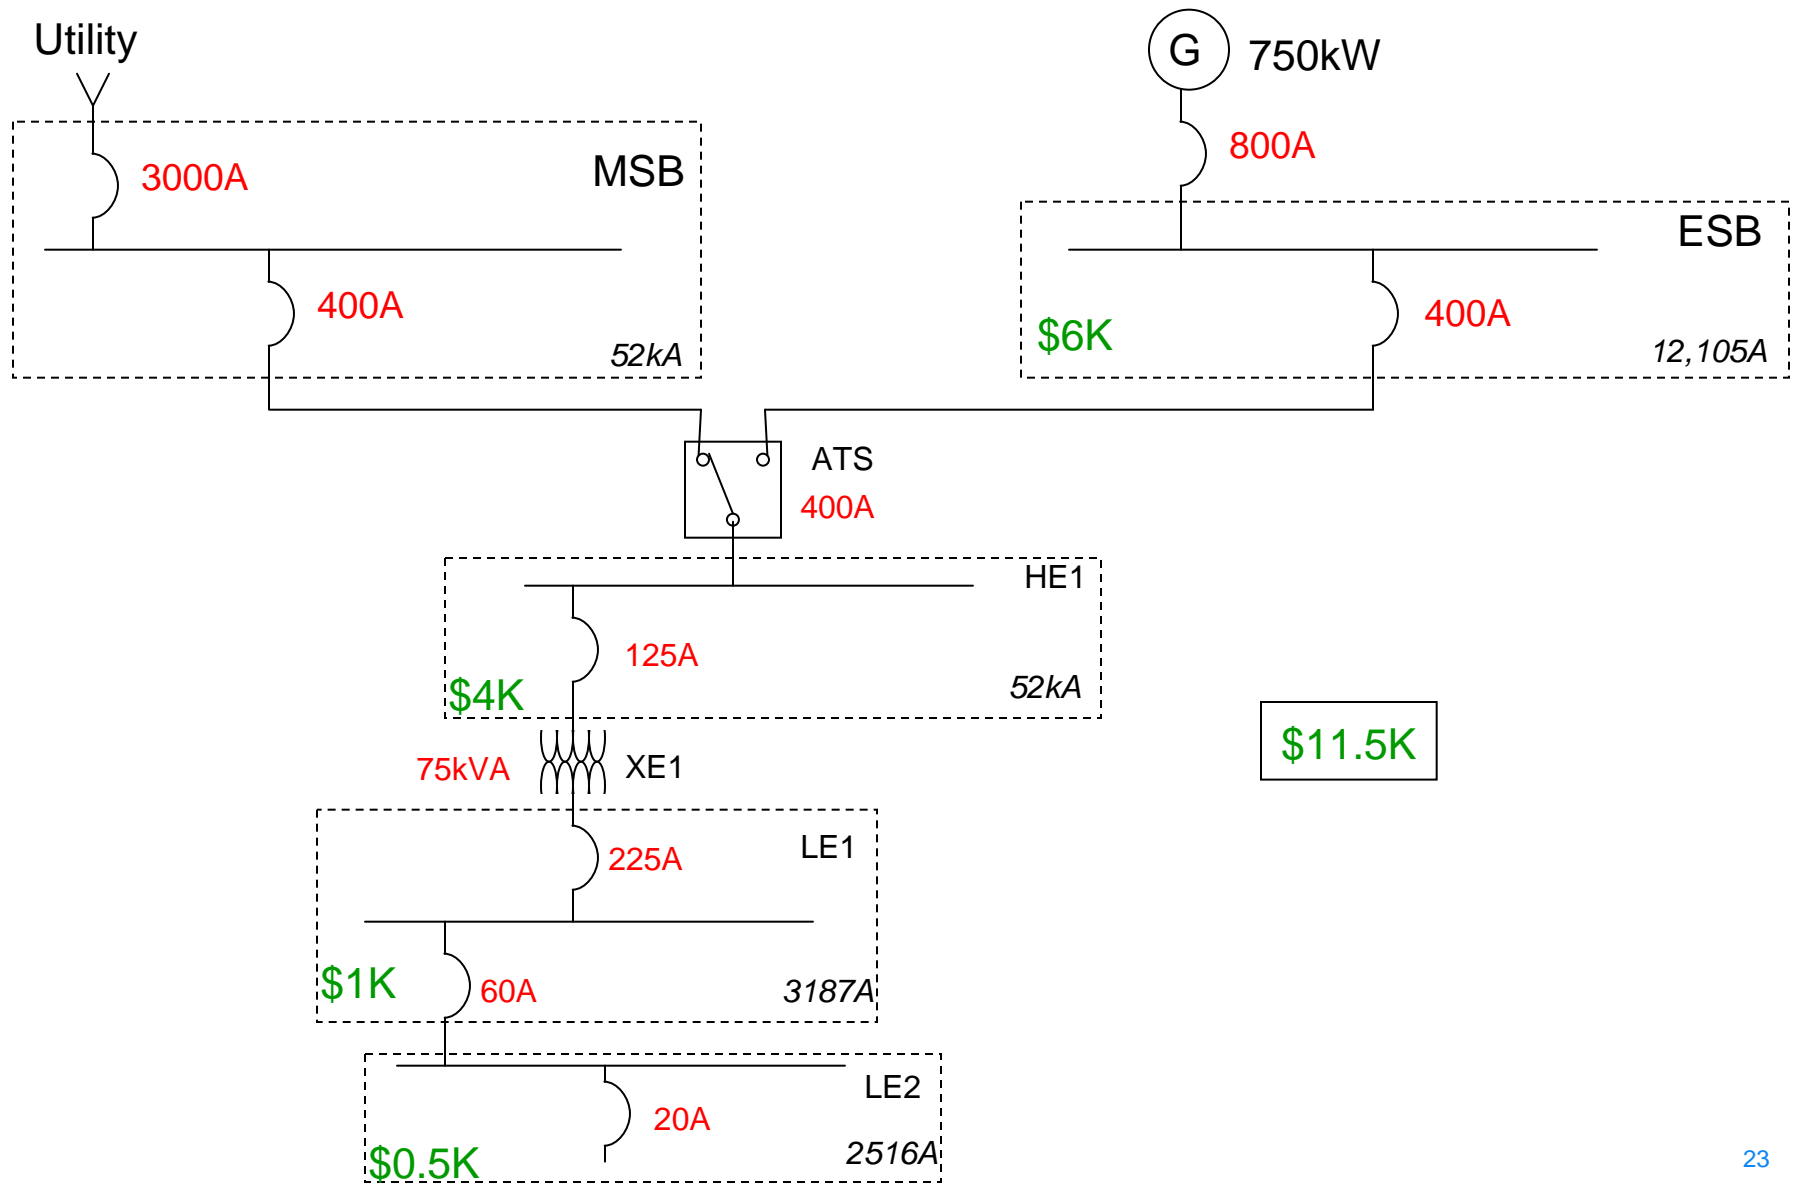 Utility
G
750kW
800A
3000A
MSB
ESB
400A
$6K
400A
52kA
12,105A
ATS
400A
HE1
125A
$4K
52kA
$11.5K
75kVA
XE1
LE1
225A
$1K
60A
3187A
LE2
20A
$0.5K
2516A
23